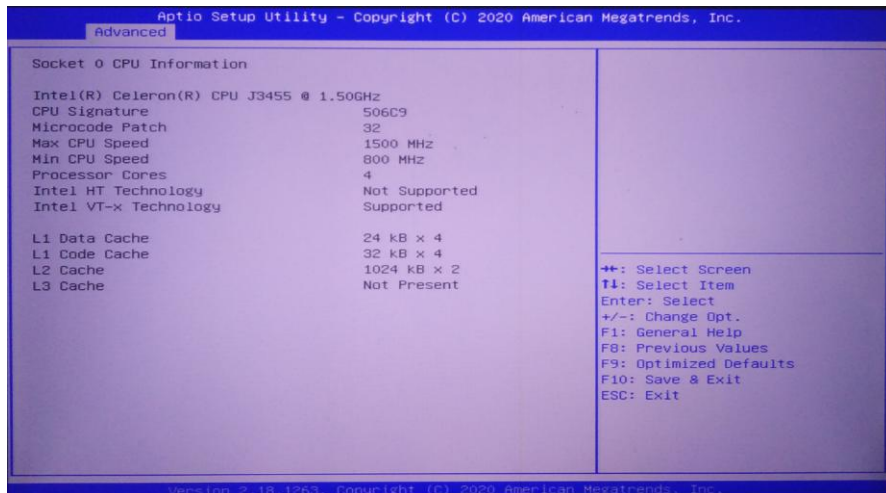 Aptio Setup Utility - Copyright (C) 2020 American Megatrends, Inc.
Advanced
Socket 0 CPU Information
Intel(R) Celeron(R) CPU J3455 @ 1.50GHz
CPU Signature 506C9
Microcode Patch 32
Max CPU Speed 1500 MHz
Min CPU Speed 800 MHz
Processor Cores 4
Intel HT Technology Not Supported
Intel VT-x Technology Supported
L1 Data Cache 24 kB x 4
L1 Code Cache 32 kB x 4
L2 Cache 1024 kB x 2
L3 Cache Not Present
→←: Select Screen
↑↓: Select Item
Enter: Select
+/-: Change Opt.
F1: General Help
F8: Previous Values
F9: Optimized Defaults
F10: Save & Exit
ESC: Exit
Version 2.18.1263. Copyright (C) 2020 American Megatrends, Inc.